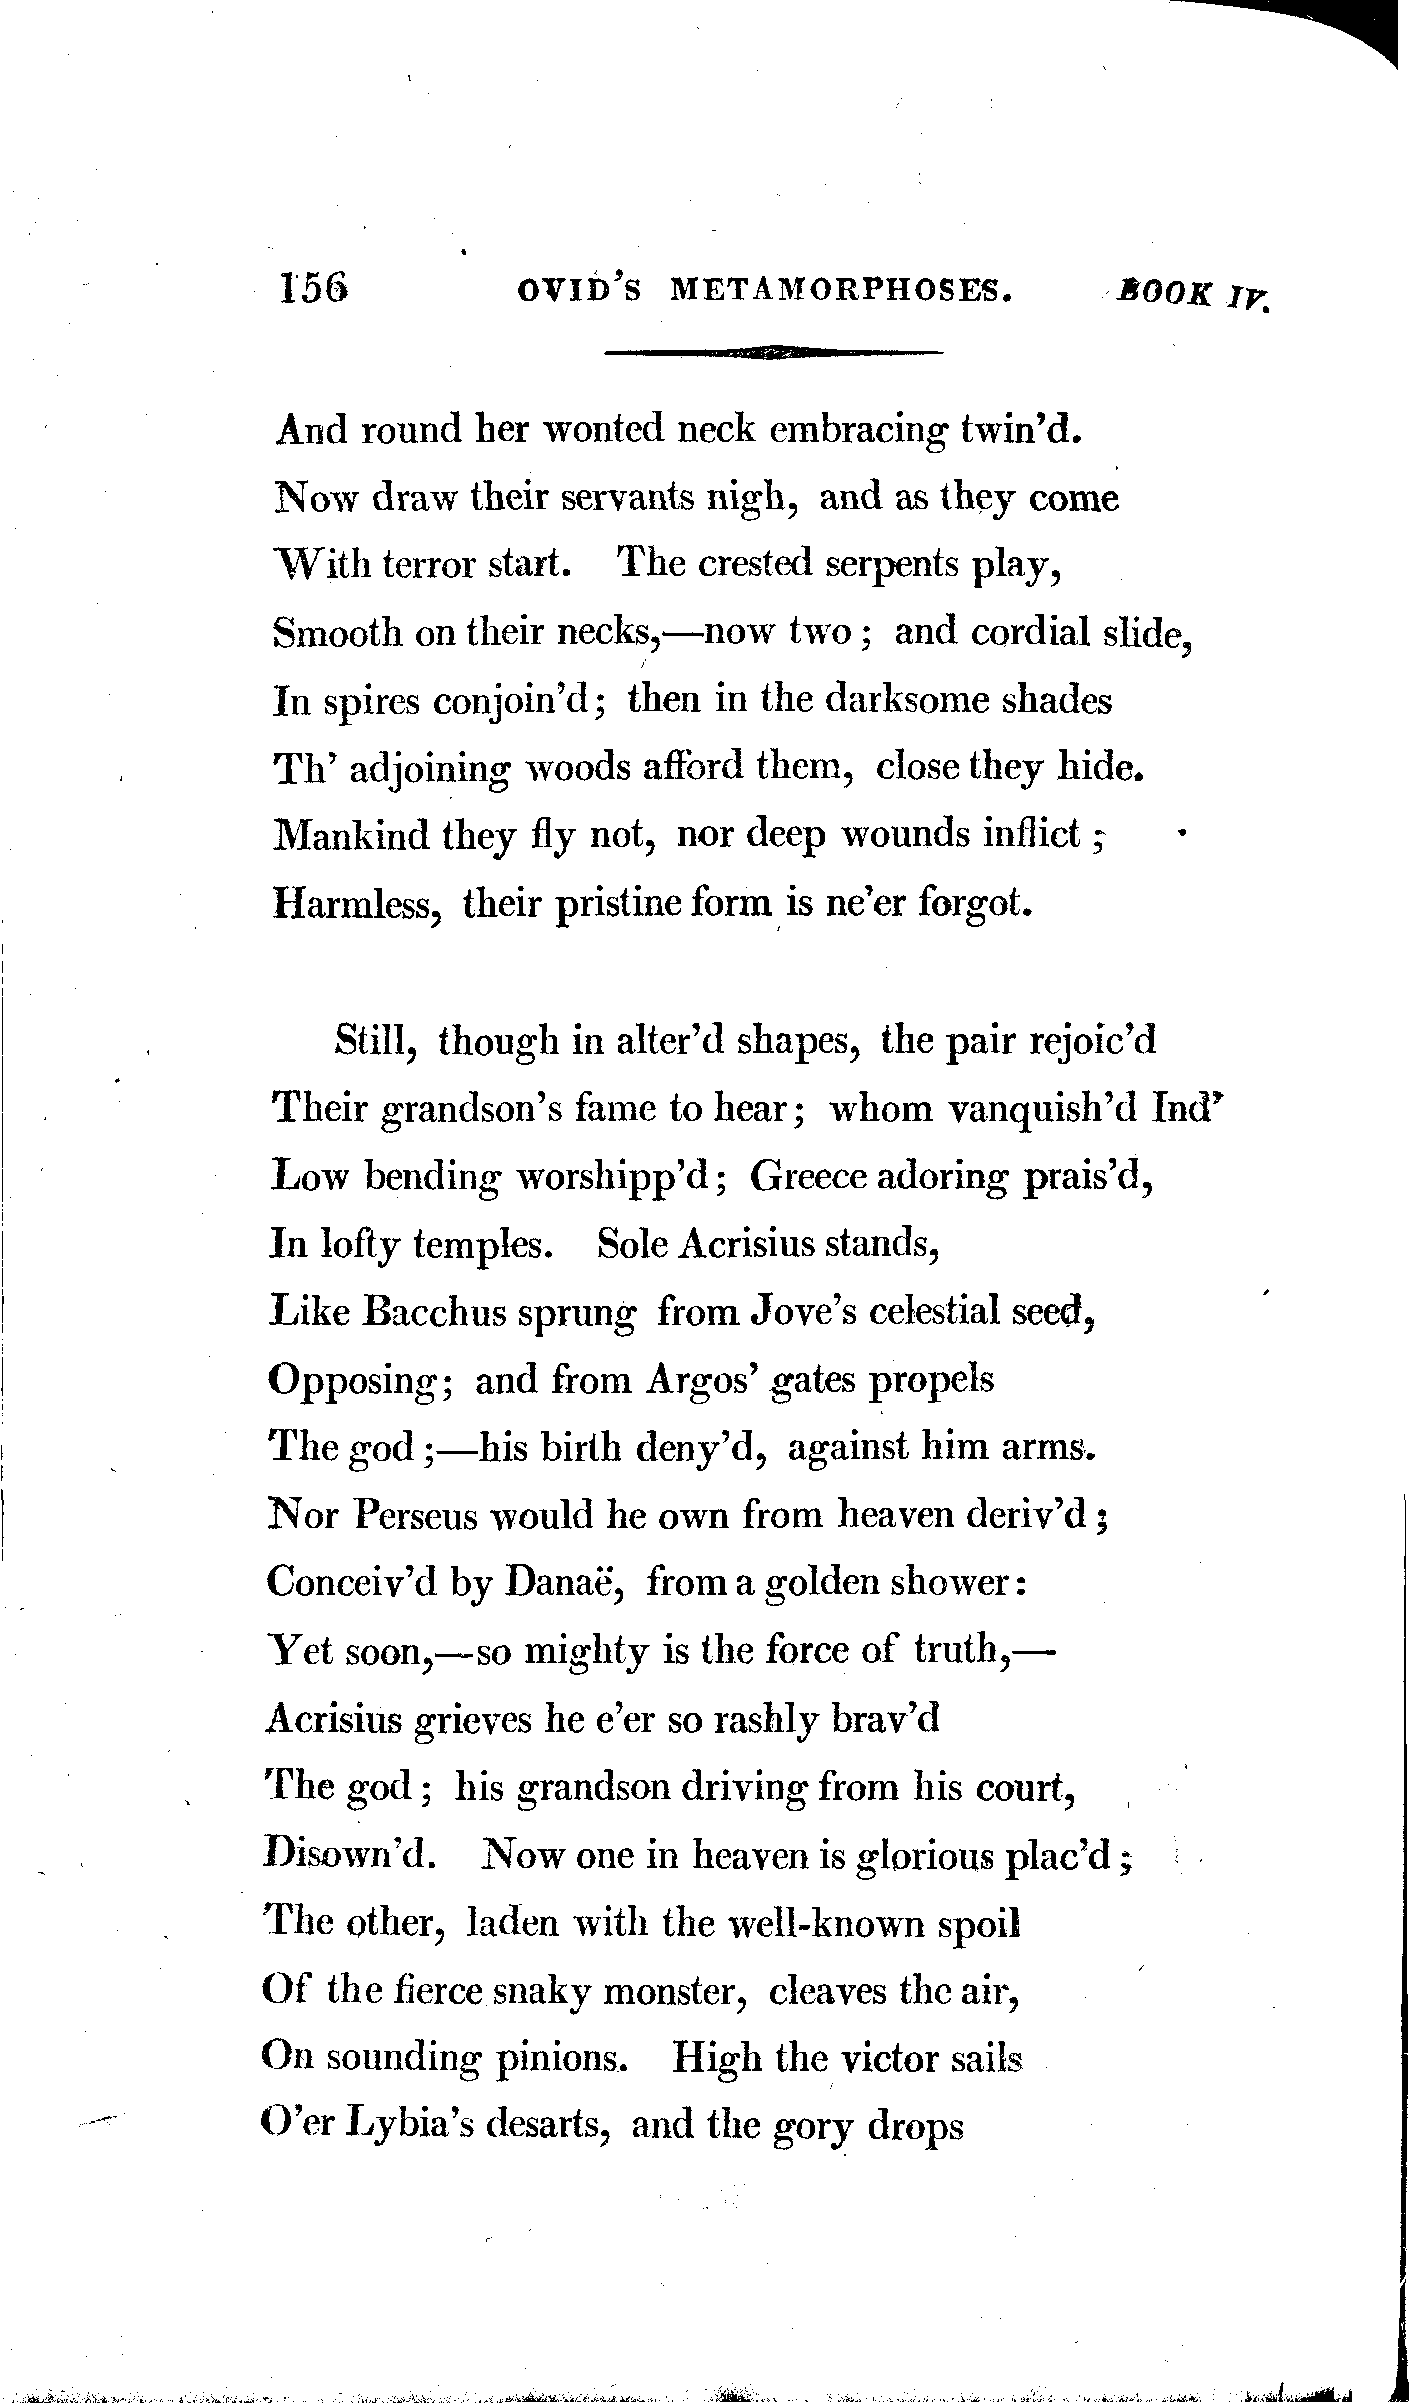 156 OVID'S METAMORPHOSES. BOOK IV.
And round her wonted neck embracing twin'd.
Now draw their servants nigh, and as they come
With terror start. The crested serpents play,
Smooth on their necks,—now two; and cordial slide,
In spires conjoin'd; then in the darksome shades
Th' adjoining woods afford them, close they hide.
Mankind they fly not, nor deep wounds inflict;
Harmless, their pristine form is ne'er forgot.
Still, though in alter'd shapes, the pair rejoic'd
Their grandson's fame to hear; whom vanquish'd Ind'
Low bending worshipp'd; Greece adoring prais'd,
In lofty temples. Sole Acrisius stands,
Like Bacchus sprung from Jove's celestial seed,
Opposing; and from Argos' gates propels
The god;—his birth deny'd, against him arms.
Nor Perseus would he own from heaven deriv'd;
Conceiv'd by Danaë, from a golden shower:
Yet soon,—so mighty is the force of truth,—
Acrisius grieves he e'er so rashly brav'd
The god; his grandson driving from his court,
Disown'd. Now one in heaven is glorious plac'd;
The other, laden with the well-known spoil
Of the fierce snaky monster, cleaves the air,
On sounding pinions. High the victor sails
O'er Lybia's desarts, and the gory drops